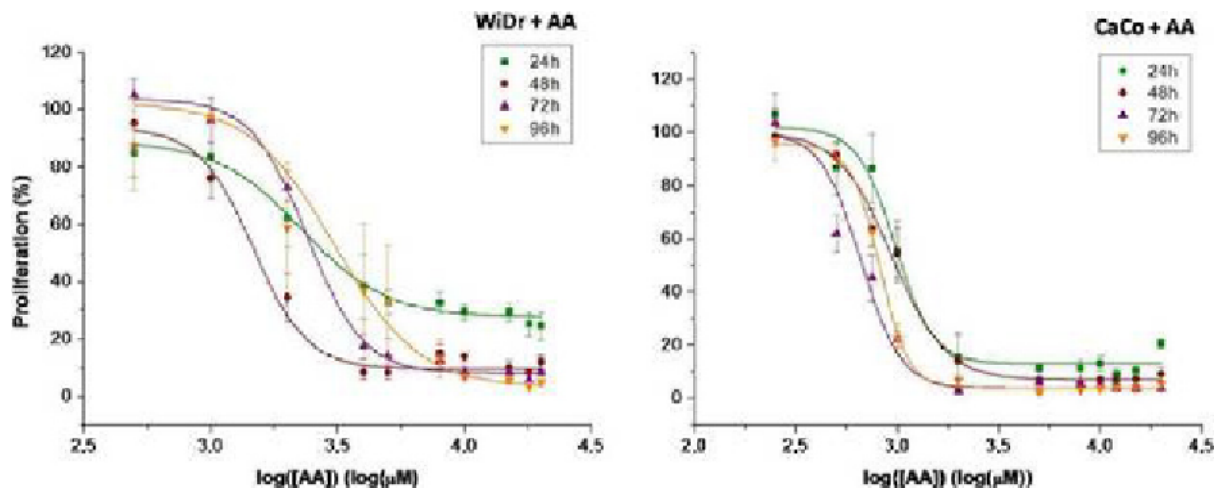 WiDr + AA
24h
48h
72h
96h
Proliferation (%)
120
100
80
60
40
20
0
2.5
3.0
3.5
4.0
4.5
log([AA]) (log(μM)
CaCo + AA
24h
48h
72h
96h
120
100
80
60
40
20
0
2.0
2.5
3.0
3.5
4.0
4.5
log([AA]) (log(μM))